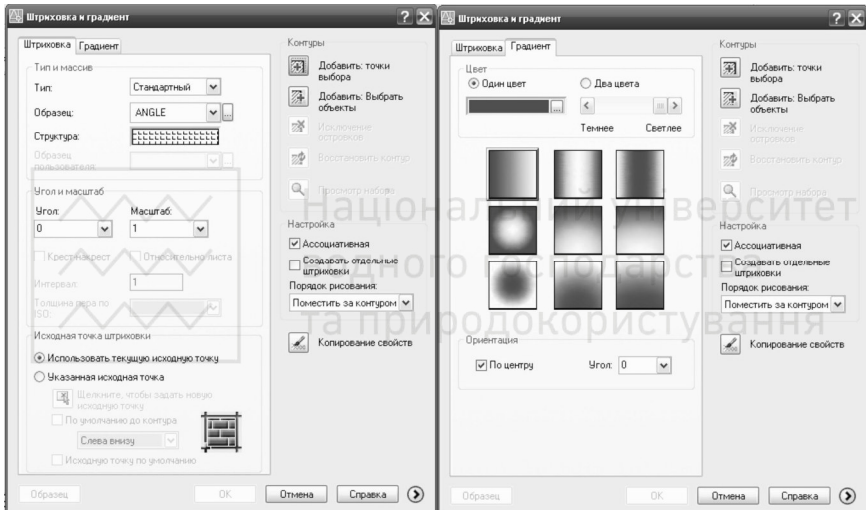 Штриховка и градиент
Штриховка Градиент
Тип и массив
Тип: Стандартный
Образец: ANGLE
Структура:
Образец пользователя:
Угол и масштаб
Угол: Масштаб:
0 1
Крест-накрест Относительно листа
Интервал: 1
Толщина пера по ISO:
Исходная точка штриховки
Использовать текущую исходную точку
Указанная исходная точка
Щелкните, чтобы задать новую
исходную точку
По умолчанию до контура
Слева внизу
Исходную точку по умолчанию
Контуры
Добавить: точки
выбора
Добавить: Выбрать
объекты
Исключение
островков
Восстановить контур
Просмотр набора
Настройка
Ассоциативная
Создавать отдельные
штриховки
Порядок рисования:
Поместить за контуром
Копирование свойств
Образец OK Отмена Справка
Штриховка и градиент
Штриховка Градиент
Цвет
Один цвет Два цвета
Темнее Светлее
Ориентация
По центру Угол: 0
Контуры
Добавить: точки
выбора
Добавить: Выбрать
объекты
Исключение
островков
Восстановить контур
Просмотр набора
Настройка
Ассоциативная
Создавать отдельные
штриховки
Порядок рисования:
Поместить за контуром
Копирование свойств
Образец OK Отмена Справка
Національний університет
водного господарства
та природокористування